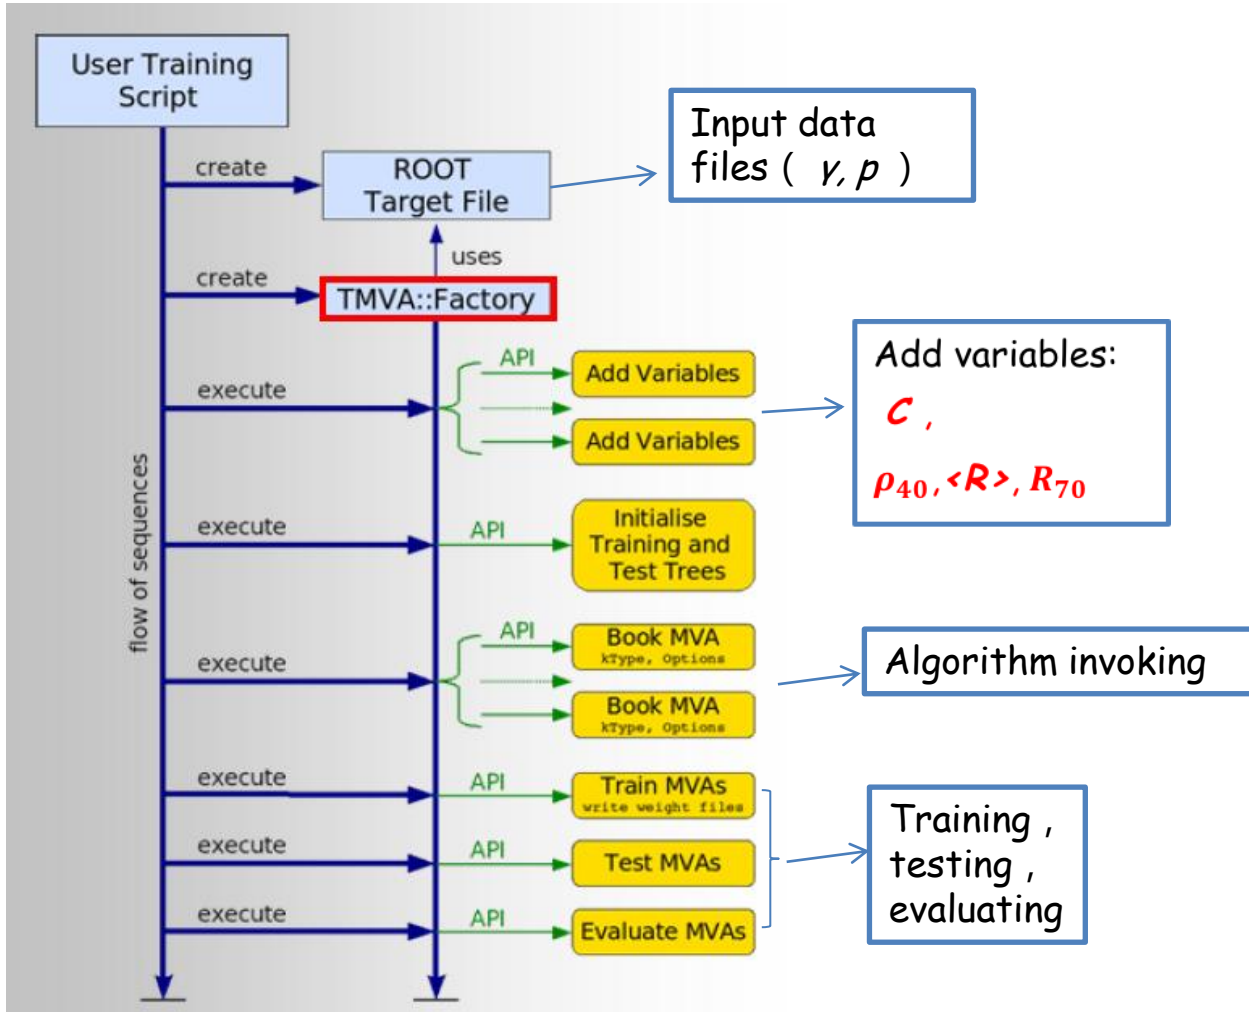 User Training
Script
create
ROOT
Target File
Input data
files ( γ, p )
uses
create
TMVA::Factory
execute
API
Add Variables
Add Variables
Add variables:
C ,
ρ₄₀, <R>, R₇₀
flow of sequences
execute
API
Initialise
Training and
Test Trees
execute
API
Book MVA
kType, Options
Book MVA
kType, Options
Algorithm invoking
execute
API
Train MVAs
write weight files
execute
API
Test MVAs
execute
API
Evaluate MVAs
Training ,
testing ,
evaluating